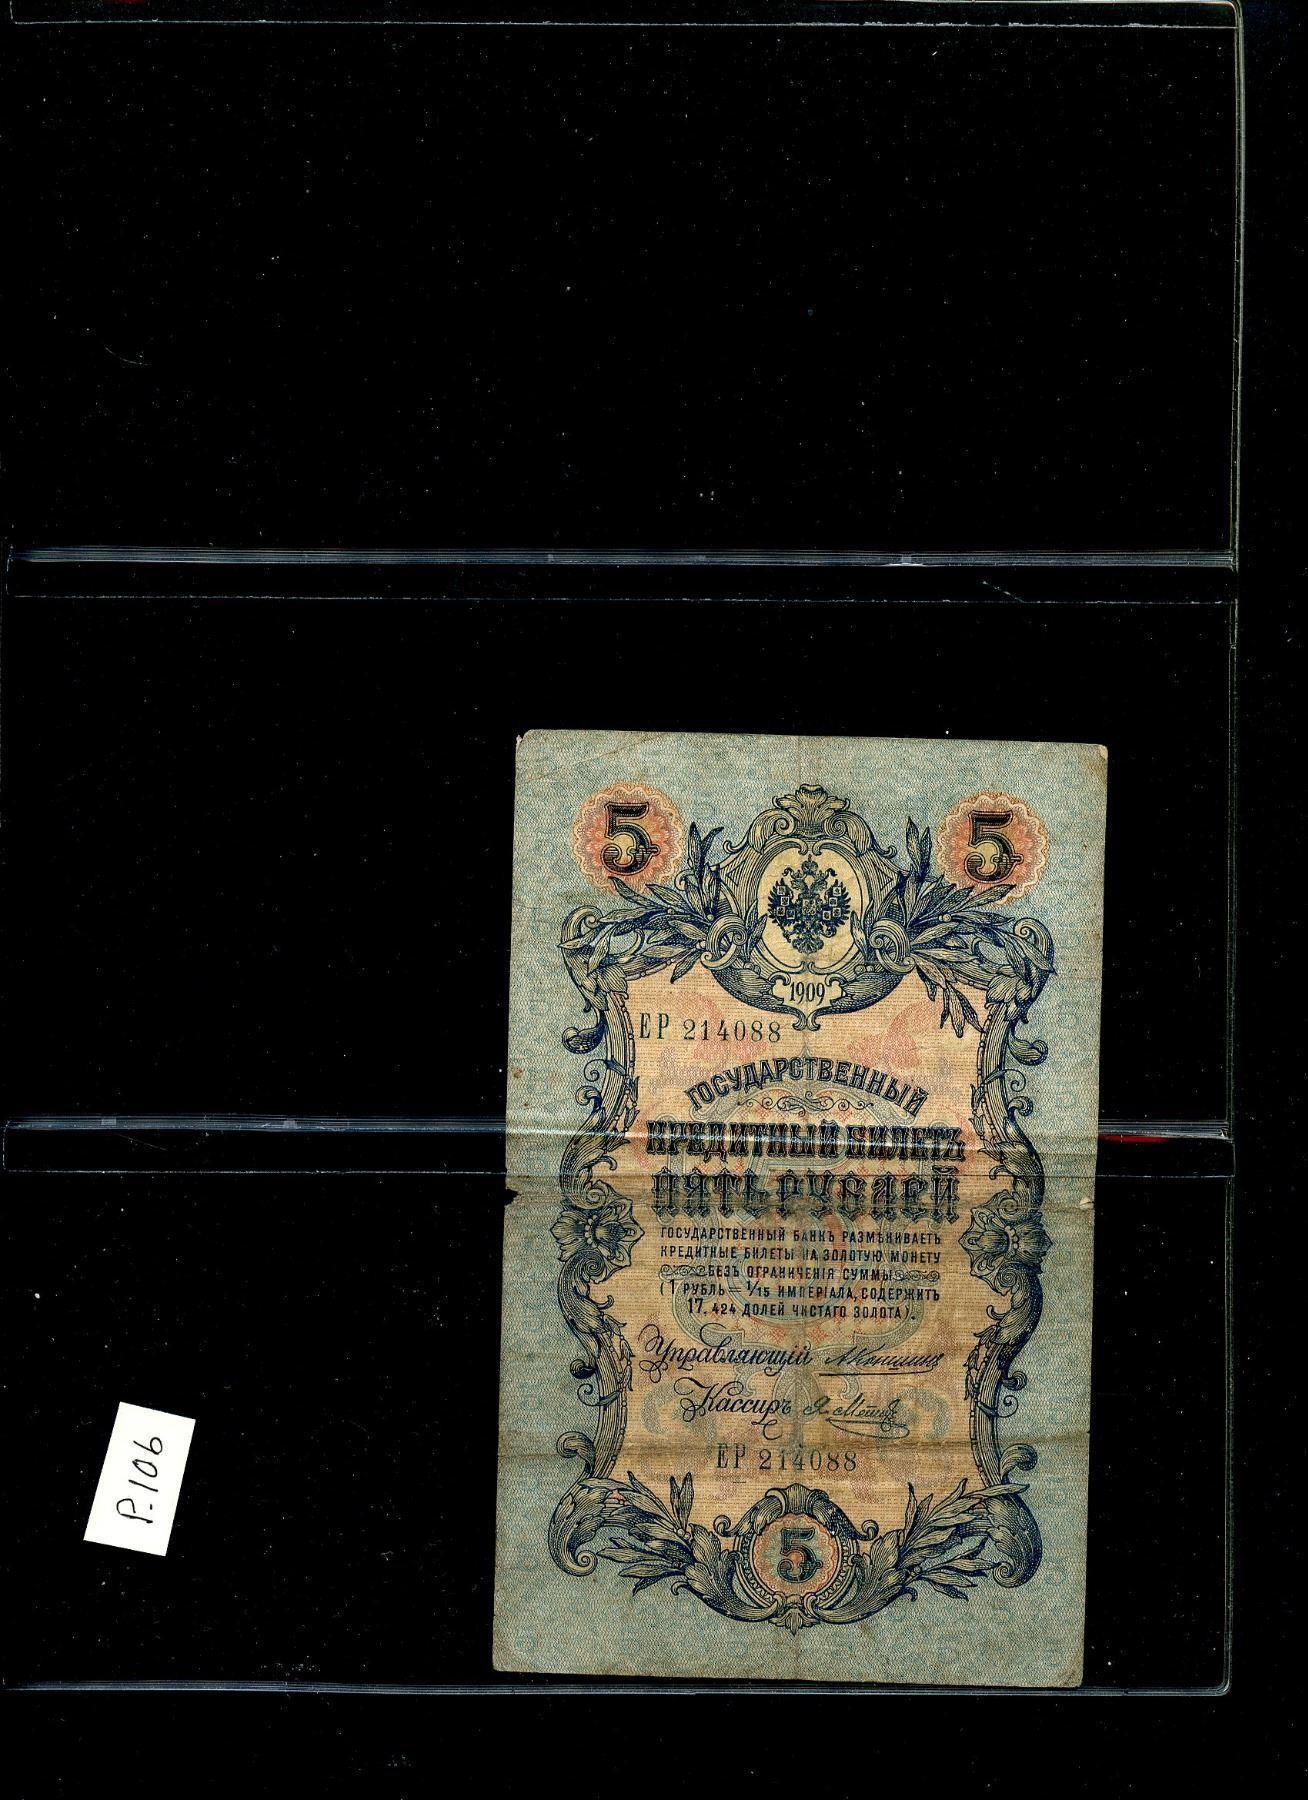 5 5
1909
ЕР 214088
ГОСУДАРСТВЕННЫЙ
КРЕДИТНЫЙ БИЛЕТЪ
ПЯТЬ РУБЛЕЙ
ГОСУДАРСТВЕННЫЙ БАНКЪ РАЗМѢНИВАЕТЪ
КРЕДИТНЫЕ БИЛЕТЫ НА ЗОЛОТУЮ МОНЕТУ
БЕЗЪ ОГРАНИЧЕНІЯ СУММЫ
(1 РУБЛЬ = 1/15 ИМПЕРІАЛА, СОДЕРЖИТЪ
17.424 ДОЛЕЙ ЧИСТАГО ЗОЛОТА).
Управляющій АКоншинъ
Кассиръ
ЕР 214088
5
P.106